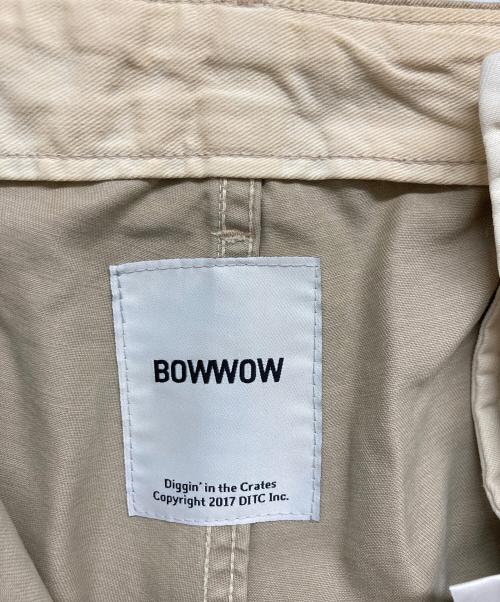 BOWWOW
Diggin' in the Crates
Copyright 2017 DITC Inc.